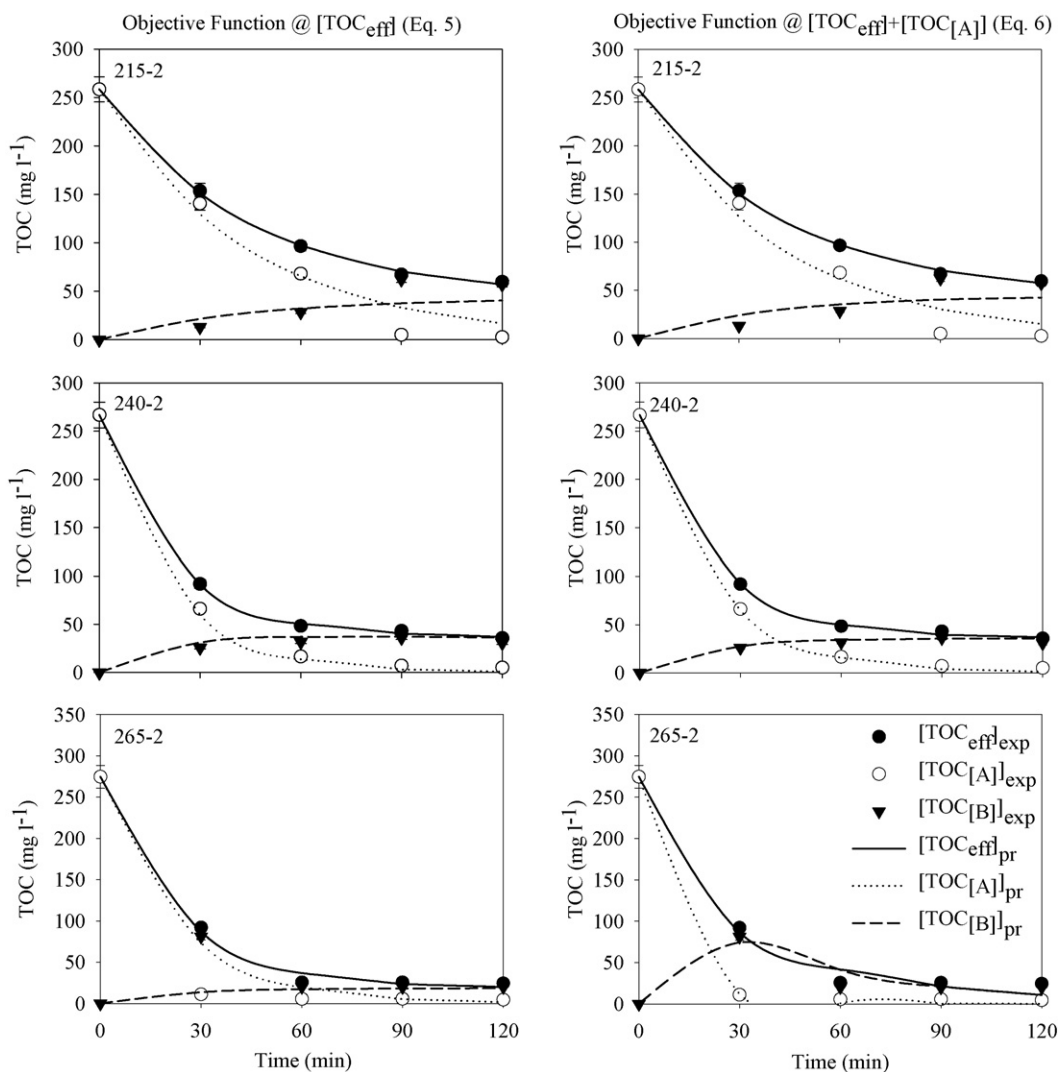 Objective Function @ [TOCeff] (Eq. 5)
Objective Function @ [TOCeff]+[TOC[A]] (Eq. 6)
215-2
TOC (mg l-1)
300
250
200
150
100
50
0
215-2
TOC (mg l-1)
300
250
200
150
100
50
0
240-2
TOC (mg l-1)
300
250
200
150
100
50
0
240-2
TOC (mg l-1)
300
250
200
150
100
50
0
265-2
TOC (mg l-1)
350
300
250
200
150
100
50
0
0 30 60 90 120
Time (min)
265-2
TOC (mg l-1)
350
300
250
200
150
100
50
0
[TOCeff]exp
[TOC[A]]exp
[TOC[B]]exp
[TOCeff]pr
[TOC[A]]pr
[TOC[B]]pr
0 30 60 90 120
Time (min)